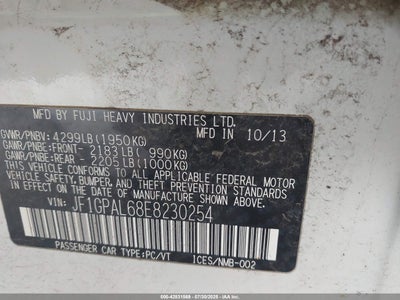 MFD BY FUJI HEAVY INDUSTRIES LTD.
GVWR/PNBV: 4299LB(1950KG) MFD IN 10/13
GAWR/PNBE:FRONT- 2183LB( 990KG)
GAWR/PNBE:REAR - 2205LB(1000KG)
THIS VEHICLE CONFORMS TO ALL APPLICABLE
FEDERAL MOTOR VEHICLE SAFETY, BUMPER,
AND THEFT PREVENTION STANDARDS IN EFFECT
ON THE DATE OF MANUFACTURE SHOWN ABOVE.
VIN: JF1GPAL68E8230254
PASSENGER CAR TYPE:PC/VT ICES/NMB-002